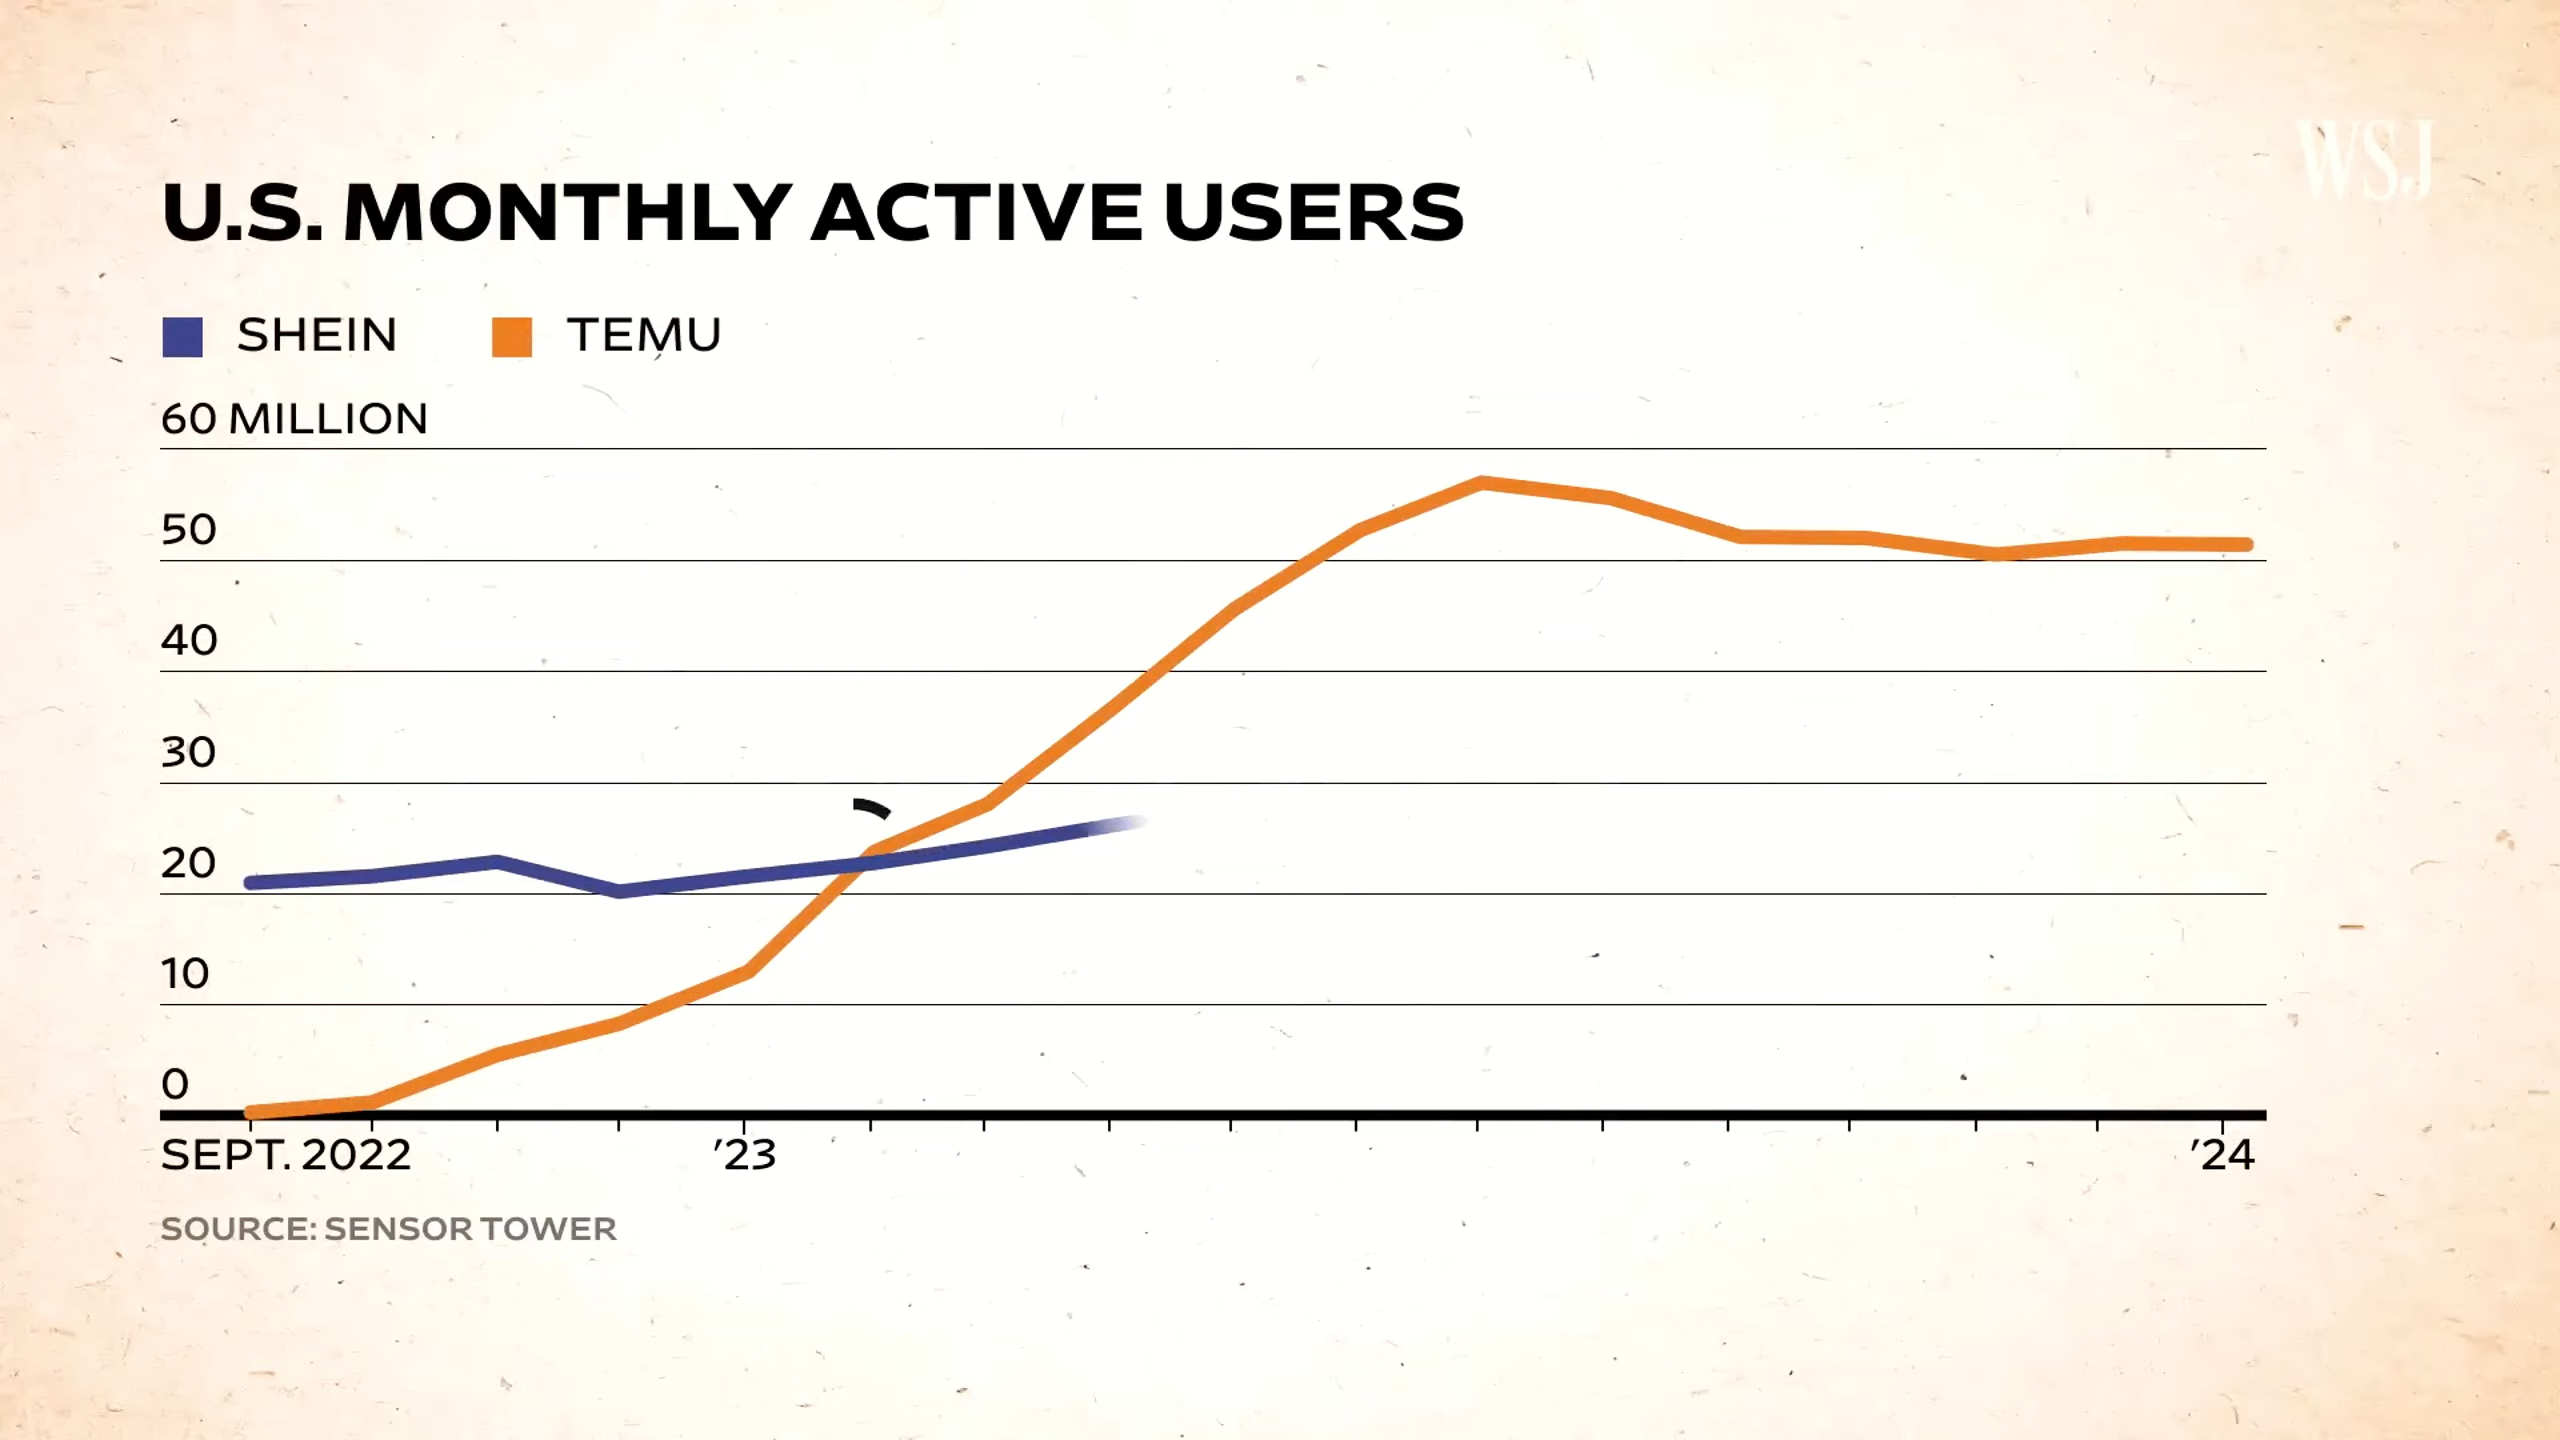 WSJ
U.S. MONTHLY ACTIVE USERS
SHEIN TEMU
60 MILLION
50
40
30
20
10
0
SEPT. 2022 ’23 ’24
SOURCE: SENSOR TOWER